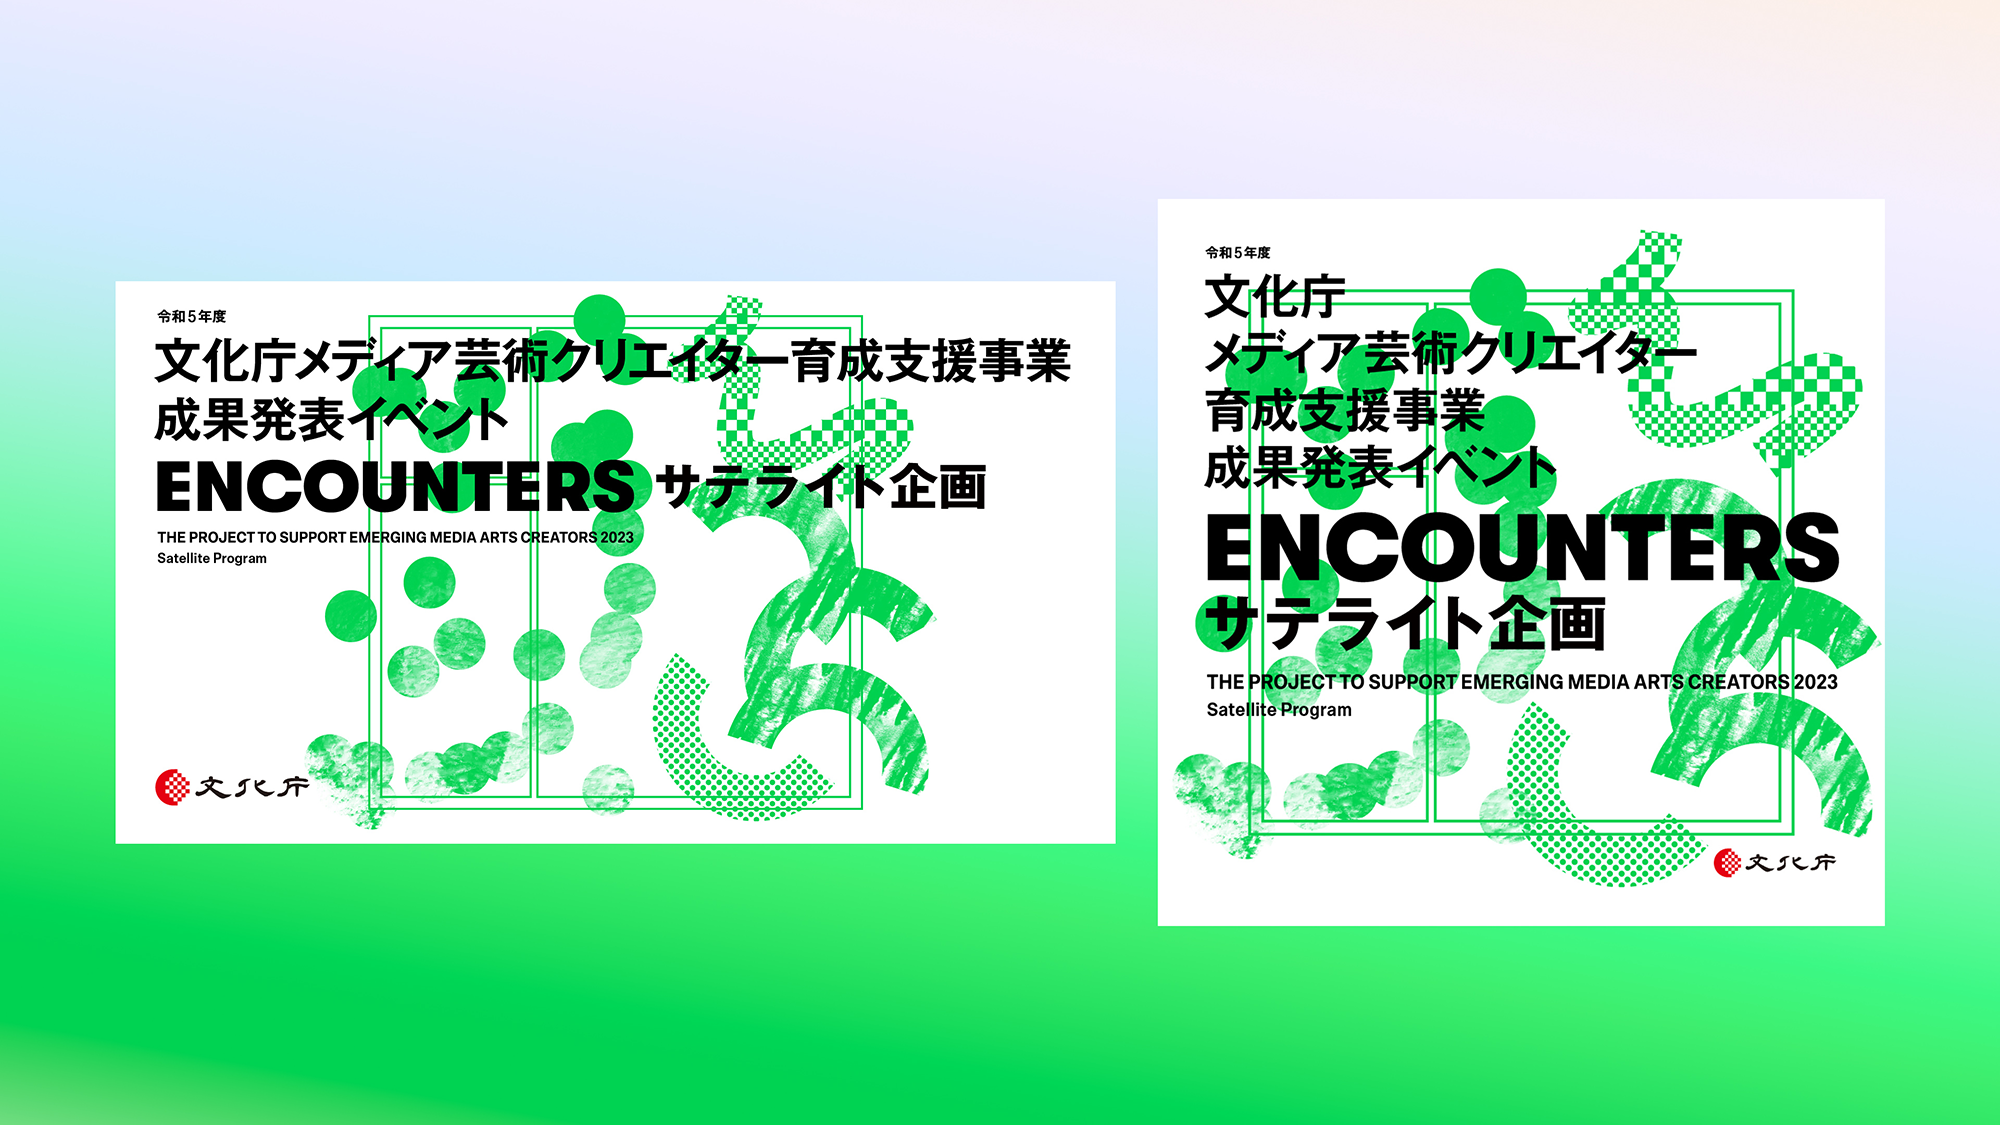 令和5年度
文化庁メディア芸術クリエイター育成支援事業
成果発表イベント
ENCOUNTERS サテライト企画
THE PROJECT TO SUPPORT EMERGING MEDIA ARTS CREATORS 2023
Satellite Program
文化庁
令和5年度
文化庁
メディア芸術クリエイター
育成支援事業
成果発表イベント
ENCOUNTERS
サテライト企画
THE PROJECT TO SUPPORT EMERGING MEDIA ARTS CREATORS 2023
Satellite Program
文化庁